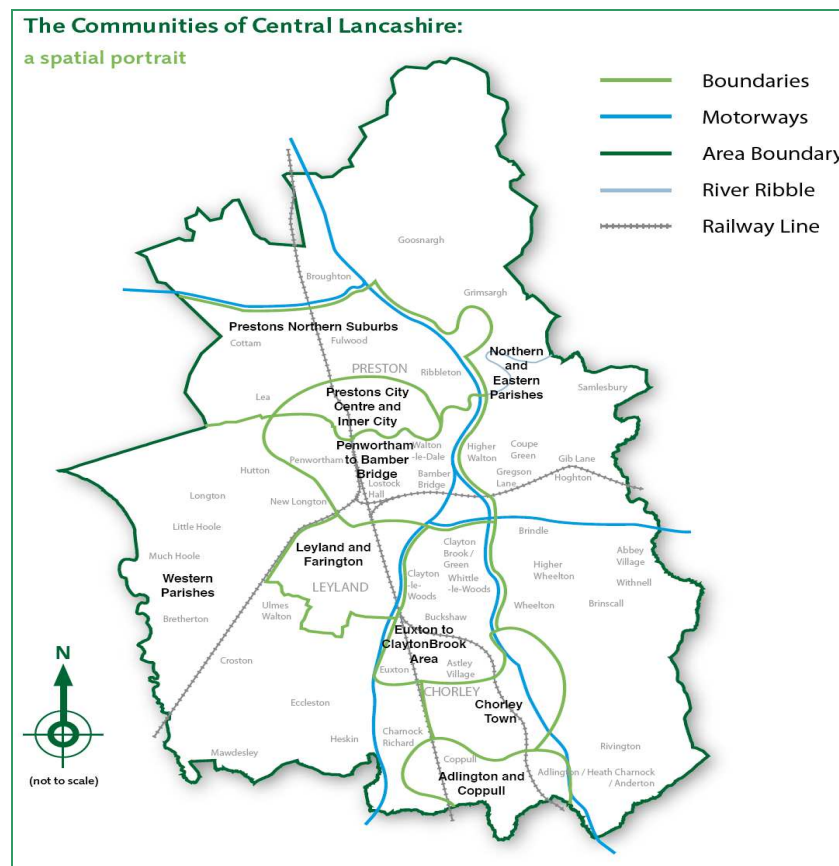 The Communities of Central Lancashire:
a spatial portrait
Boundaries
Motorways
Area Boundary
River Ribble
Railway Line
Goosnargh
Broughton
Grimsargh
Prestons Northern Suburbs
Cottam
Fulwood
PRESTON
Ribbleton
Northern
and
Eastern
Parishes
Samlesbury
Lea
Prestons City
Centre and
Inner City
Penwortham
to Bamber
Bridge
Walton
-le-Dale
Higher
Walton
Coupe
Green
Penwortham
Hutton
Bamber
Bridge
Gregson
Lane
Gib Lane
Hoghton
Lostock
Hall
Longton
New Longton
Little Hoole
Brindle
Much Hoole
Leyland and
Farington
LEYLAND
Clayton
Brook /
Green
Abbey
Village
Western
Parishes
Clayton
-le-
Woods
Whittle
-le-Woods
Higher
Wheelton
Withnell
Ulmes
Walton
Wheelton
Brinscall
Bretherton
Buckshaw
Euxton to
ClaytonBrook
Area
N
Croston
Euxton
Astley
Village
CHORLEY
Eccleston
Chorley
Town
Heskin
Charnock
Richard
Rivington
Mawdesley
Coppull
(not to scale)
Adlington and
Coppull
Adlington / Heath Charnock
/ Anderton